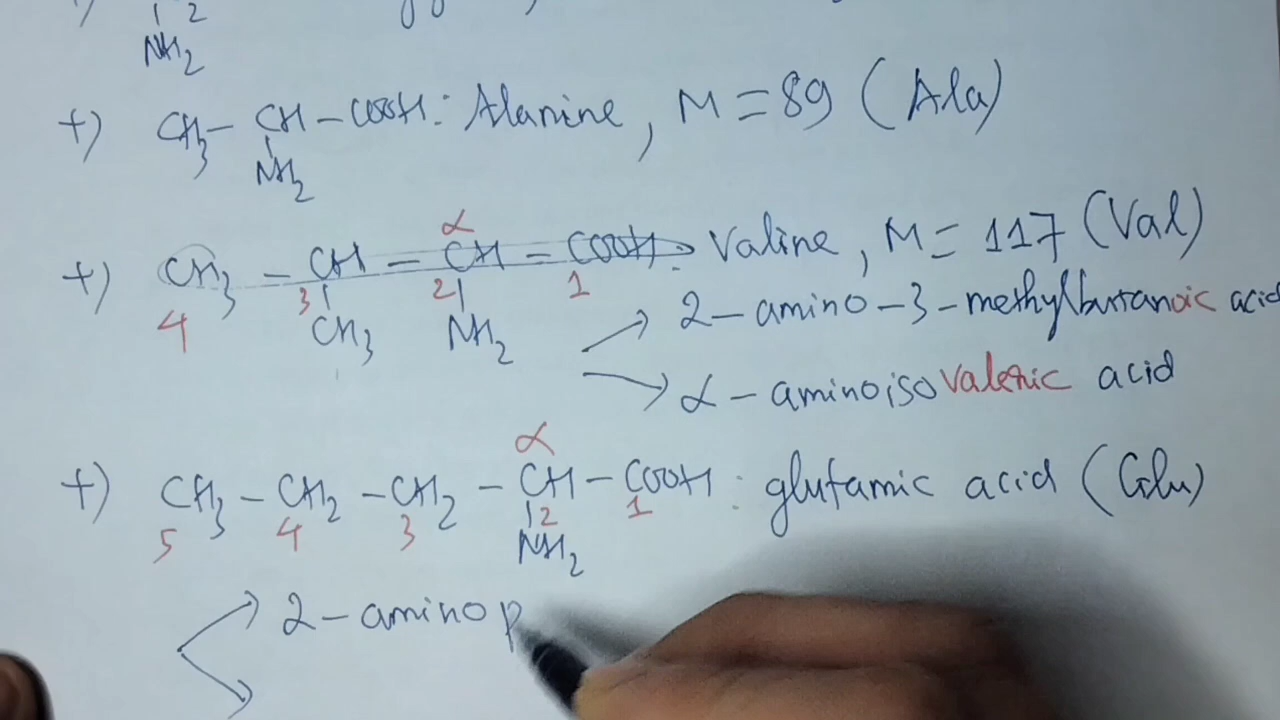 1 2
NH2
+) CH3 – CH – COOH: Alanine, M = 89 (Ala)
NH2
α
+) CH3 – CH – CH – COOH: Valine, M = 117 (Val)
4 3 2 1
CH3 NH2
2 – amino – 3 – methylbutanoic acid
α – aminoisovaleric acid
α
+) CH3 – CH2 – CH2 – CH – COOH: glutamic acid (Glu)
5 4 3 2 1
NH2
2 – amino p